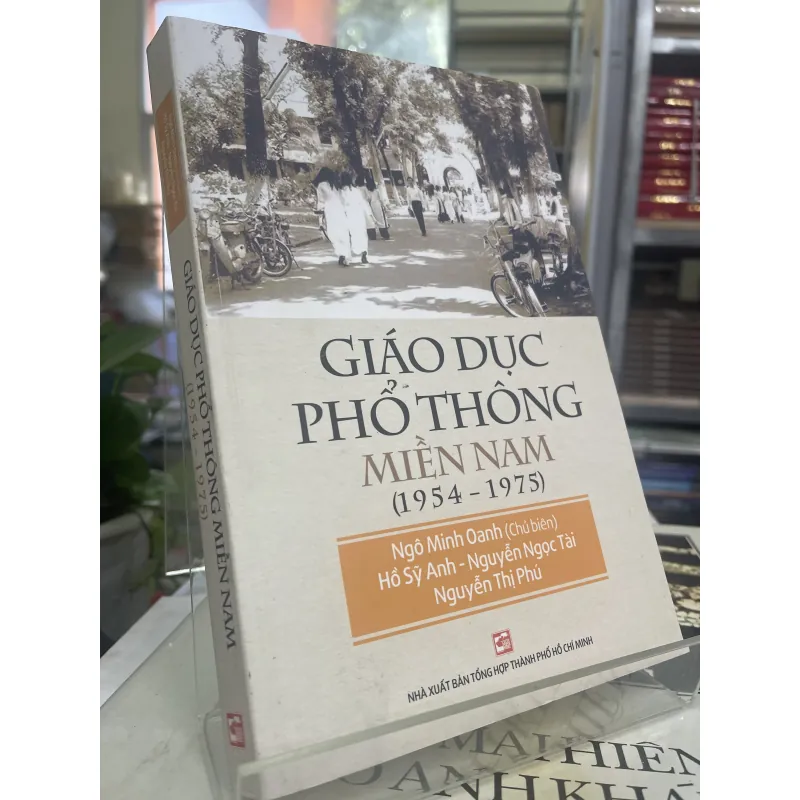 GIÁO DỤC
PHỔ THÔNG
MIỀN NAM
(1954 - 1975)
Ngô Minh Oanh (Chủ biên)
Hồ Sỹ Anh - Nguyễn Ngọc Tài
Nguyễn Thị Phú
NHÀ XUẤT BẢN TỔNG HỢP THÀNH PHỐ HỒ CHÍ MINH
GIÁO DỤC PHỔ THÔNG MIỀN NAM
(1954 - 1975)